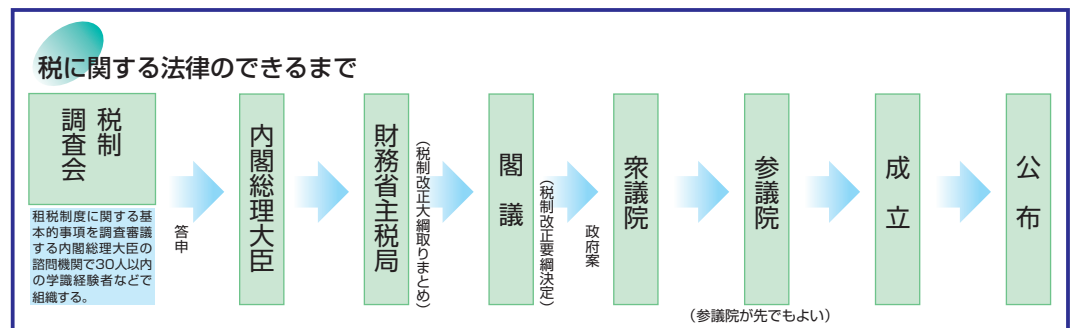 税に関する法律のできるまで
税制
調査会
租税制度に関する基
本的事項を調査審議
する内閣総理大臣の
諮問機関で30人以内
の学識経験者などで
組織する。
答申
内閣総理大臣
財務省主税局
（税制改正大綱取りまとめ）
閣議
（税制改正要綱決定）
政府案
衆議院
参議院
（参議院が先でもよい）
成立
公布